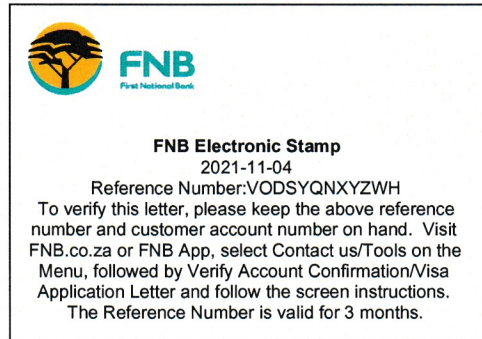 FNB
First National Bank
FNB Electronic Stamp
2021-11-04
Reference Number:VODSYQNXYZWH
To verify this letter, please keep the above reference
number and customer account number on hand. Visit
FNB.co.za or FNB App, select Contact us/Tools on the
Menu, followed by Verify Account Confirmation/Visa
Application Letter and follow the screen instructions.
The Reference Number is valid for 3 months.